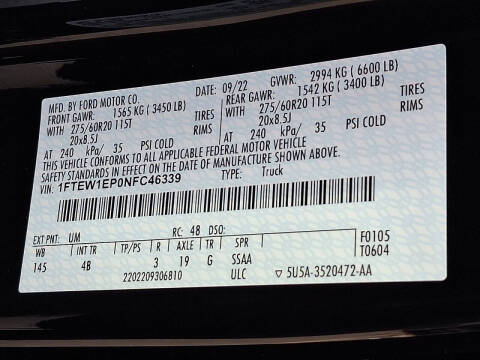 MFD. BY FORD MOTOR CO.
DATE: 09/22 GVWR: 2994 KG ( 6600 LB)
FRONT GAWR: 1565 KG ( 3450 LB)
REAR GAWR: 1542 KG ( 3400 LB)
WITH 275/60R20 115T TIRES
WITH 275/60R20 115T TIRES
20x8.5J RIMS
20x8.5J RIMS
AT 240 kPa/ 35 PSI COLD
AT 240 kPa/ 35 PSI COLD
THIS VEHICLE CONFORMS TO ALL APPLICABLE FEDERAL MOTOR VEHICLE
SAFETY STANDARDS IN EFFECT ON THE DATE OF MANUFACTURE SHOWN ABOVE.
VIN: 1FTEW1EP0NFC46339 TYPE: Truck
EXT PNT: UM RC: 48 DSO: F0105
WB INT TR TP/PS R AXLE TR SPR T0604
145 4B 3 19 G SSAA
2202209306810 ULC ▽ 5U5A-3520472-AA